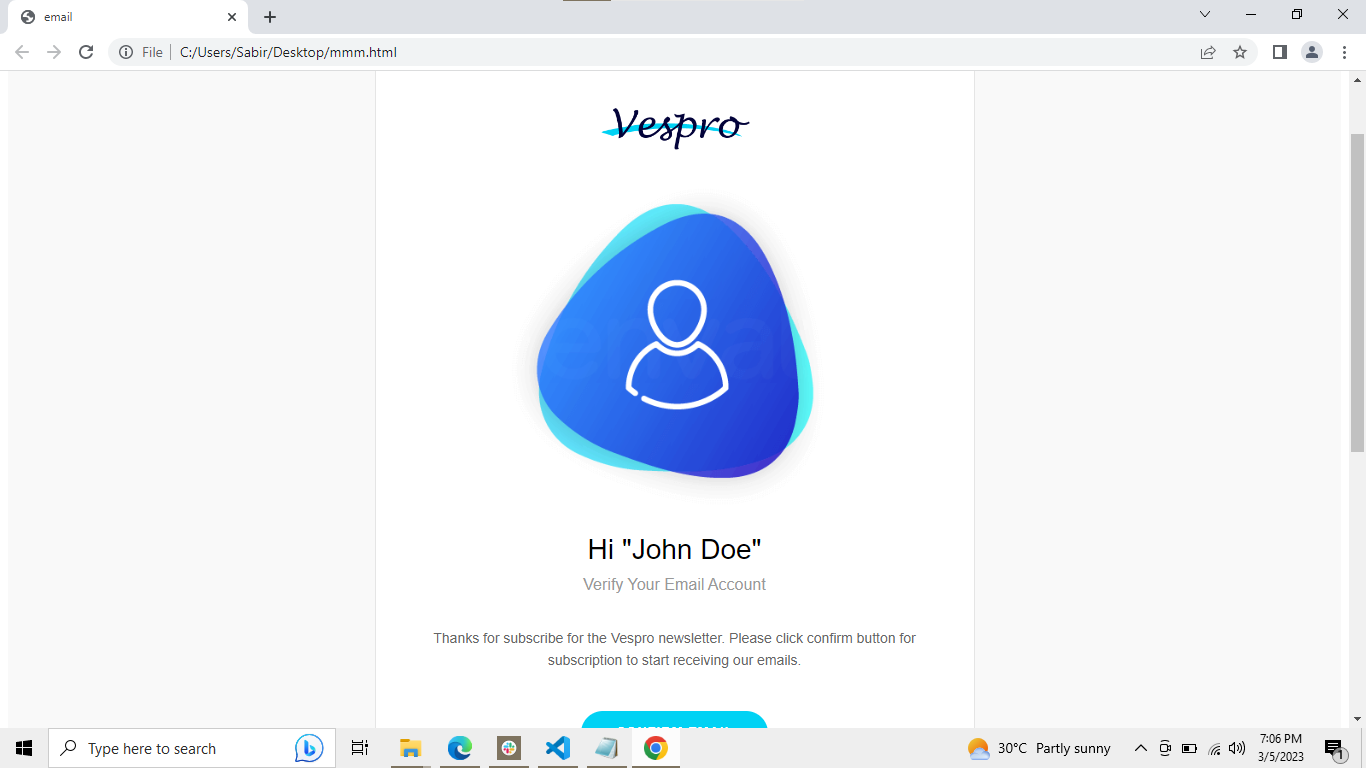 email
File
C:/Users/Sabir/Desktop/mmm.html
Vespro
Hi "John Doe"
Verify Your Email Account
Thanks for subscribe for the Vespro newsletter. Please click confirm button for
subscription to start receiving our emails.
Type here to search
30°C Partly sunny
7:06 PM
3/5/2023
1